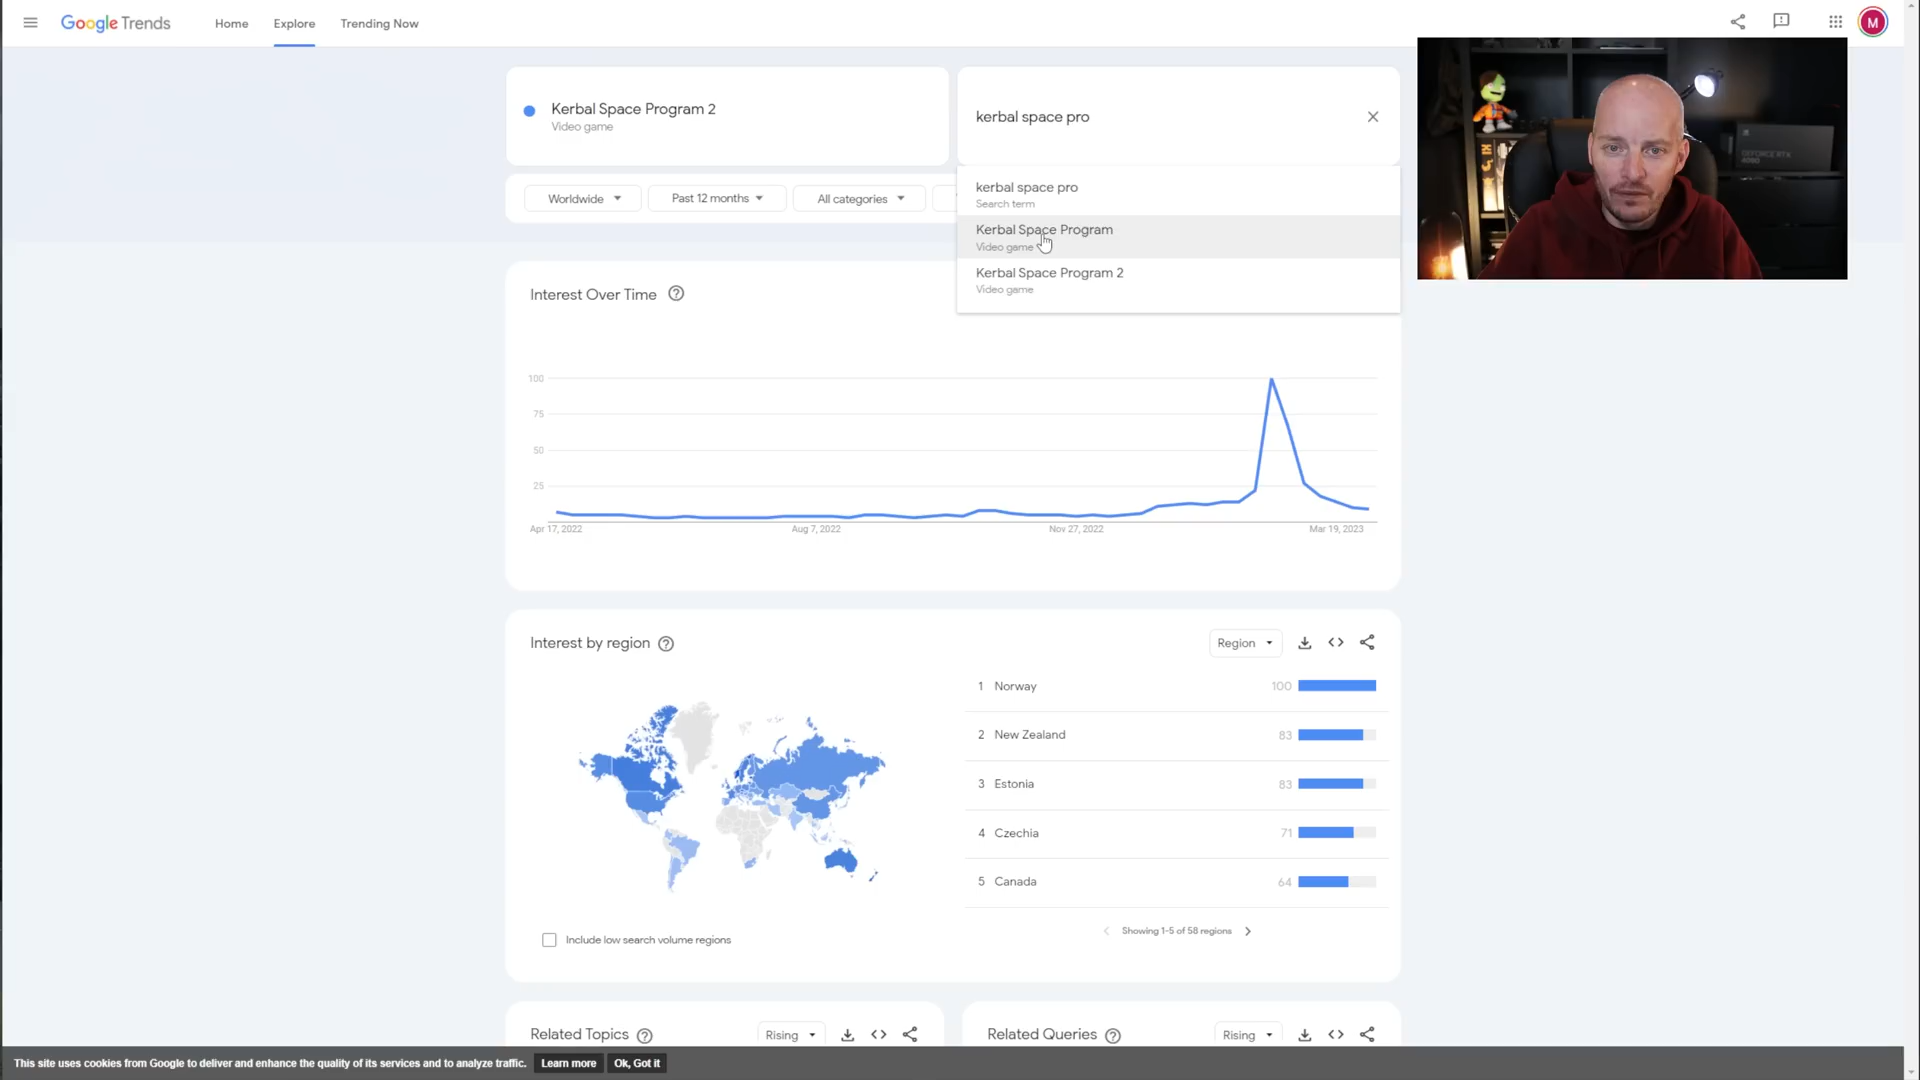 Google Trends
Home
Explore
Trending Now
M
Kerbal Space Program 2
Video game
kerbal space pro
kerbal space pro
Search term
Kerbal Space Program
Video game
Kerbal Space Program 2
Video game
Worldwide
Past 12 months
All categories
GEFORCE RTX
4090
Interest Over Time
100
75
50
25
Apr 17, 2022
Aug 7, 2022
Nov 27, 2022
Mar 19, 2023
Interest by region
Region
1 Norway 100
2 New Zealand 83
3 Estonia 83
4 Czechia 71
5 Canada 64
Include low search volume regions
Showing 1-5 of 58 regions
Related Topics
Rising
Related Queries
Rising
This site uses cookies from Google to deliver and enhance the quality of its services and to analyze traffic.
Learn more
Ok, Got it